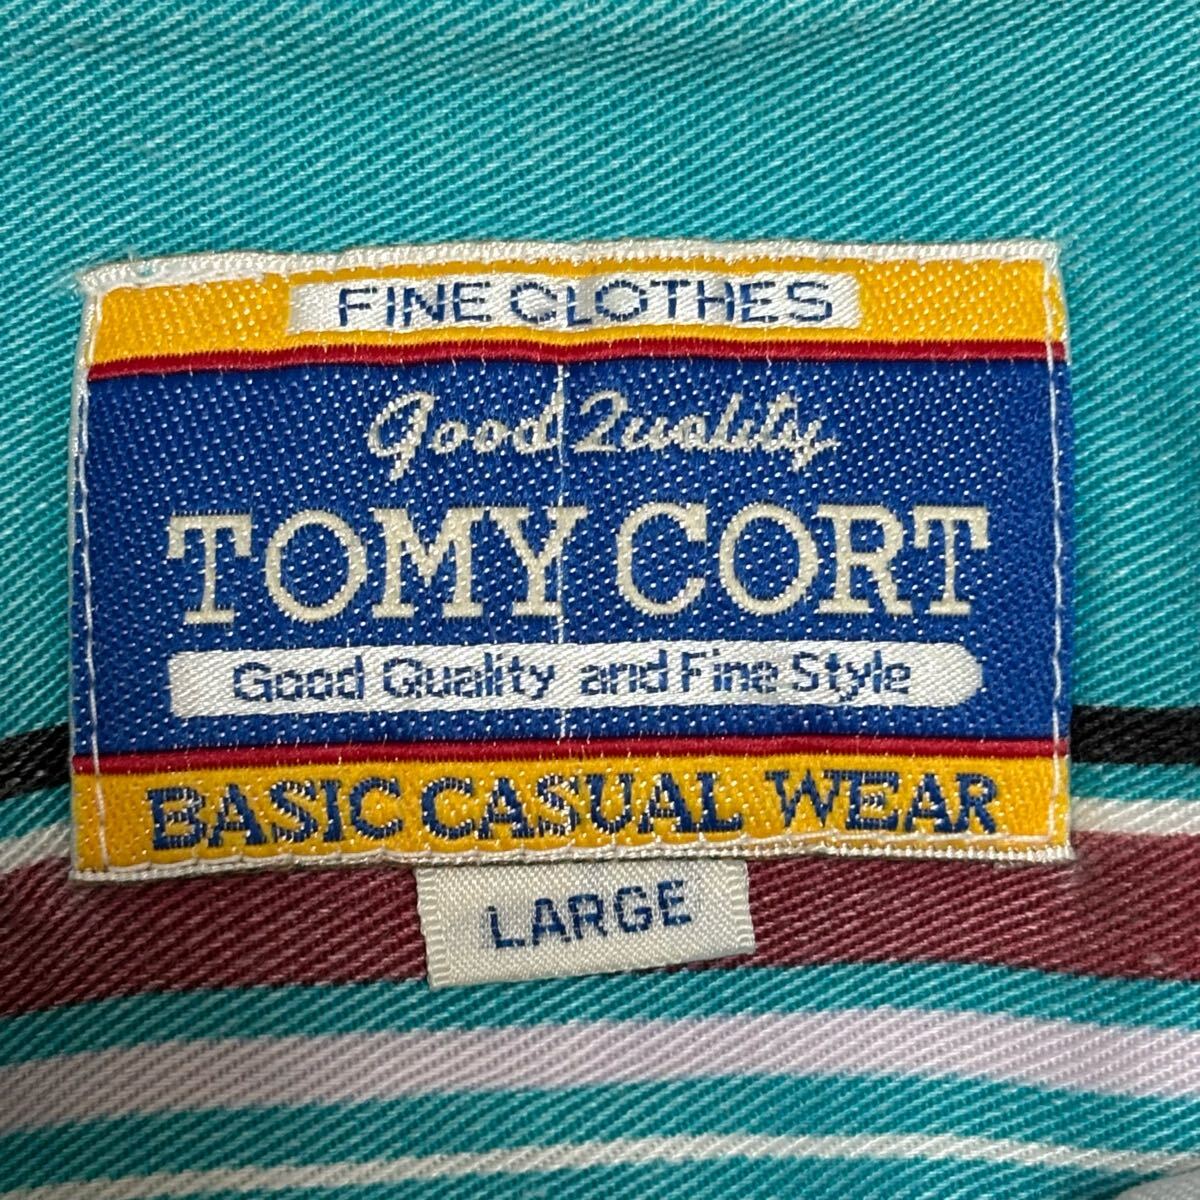 FINE CLOTHES
Good Quality
TOMY CORT
Good Quality and Fine Style
BASIC CASUAL WEAR
LARGE